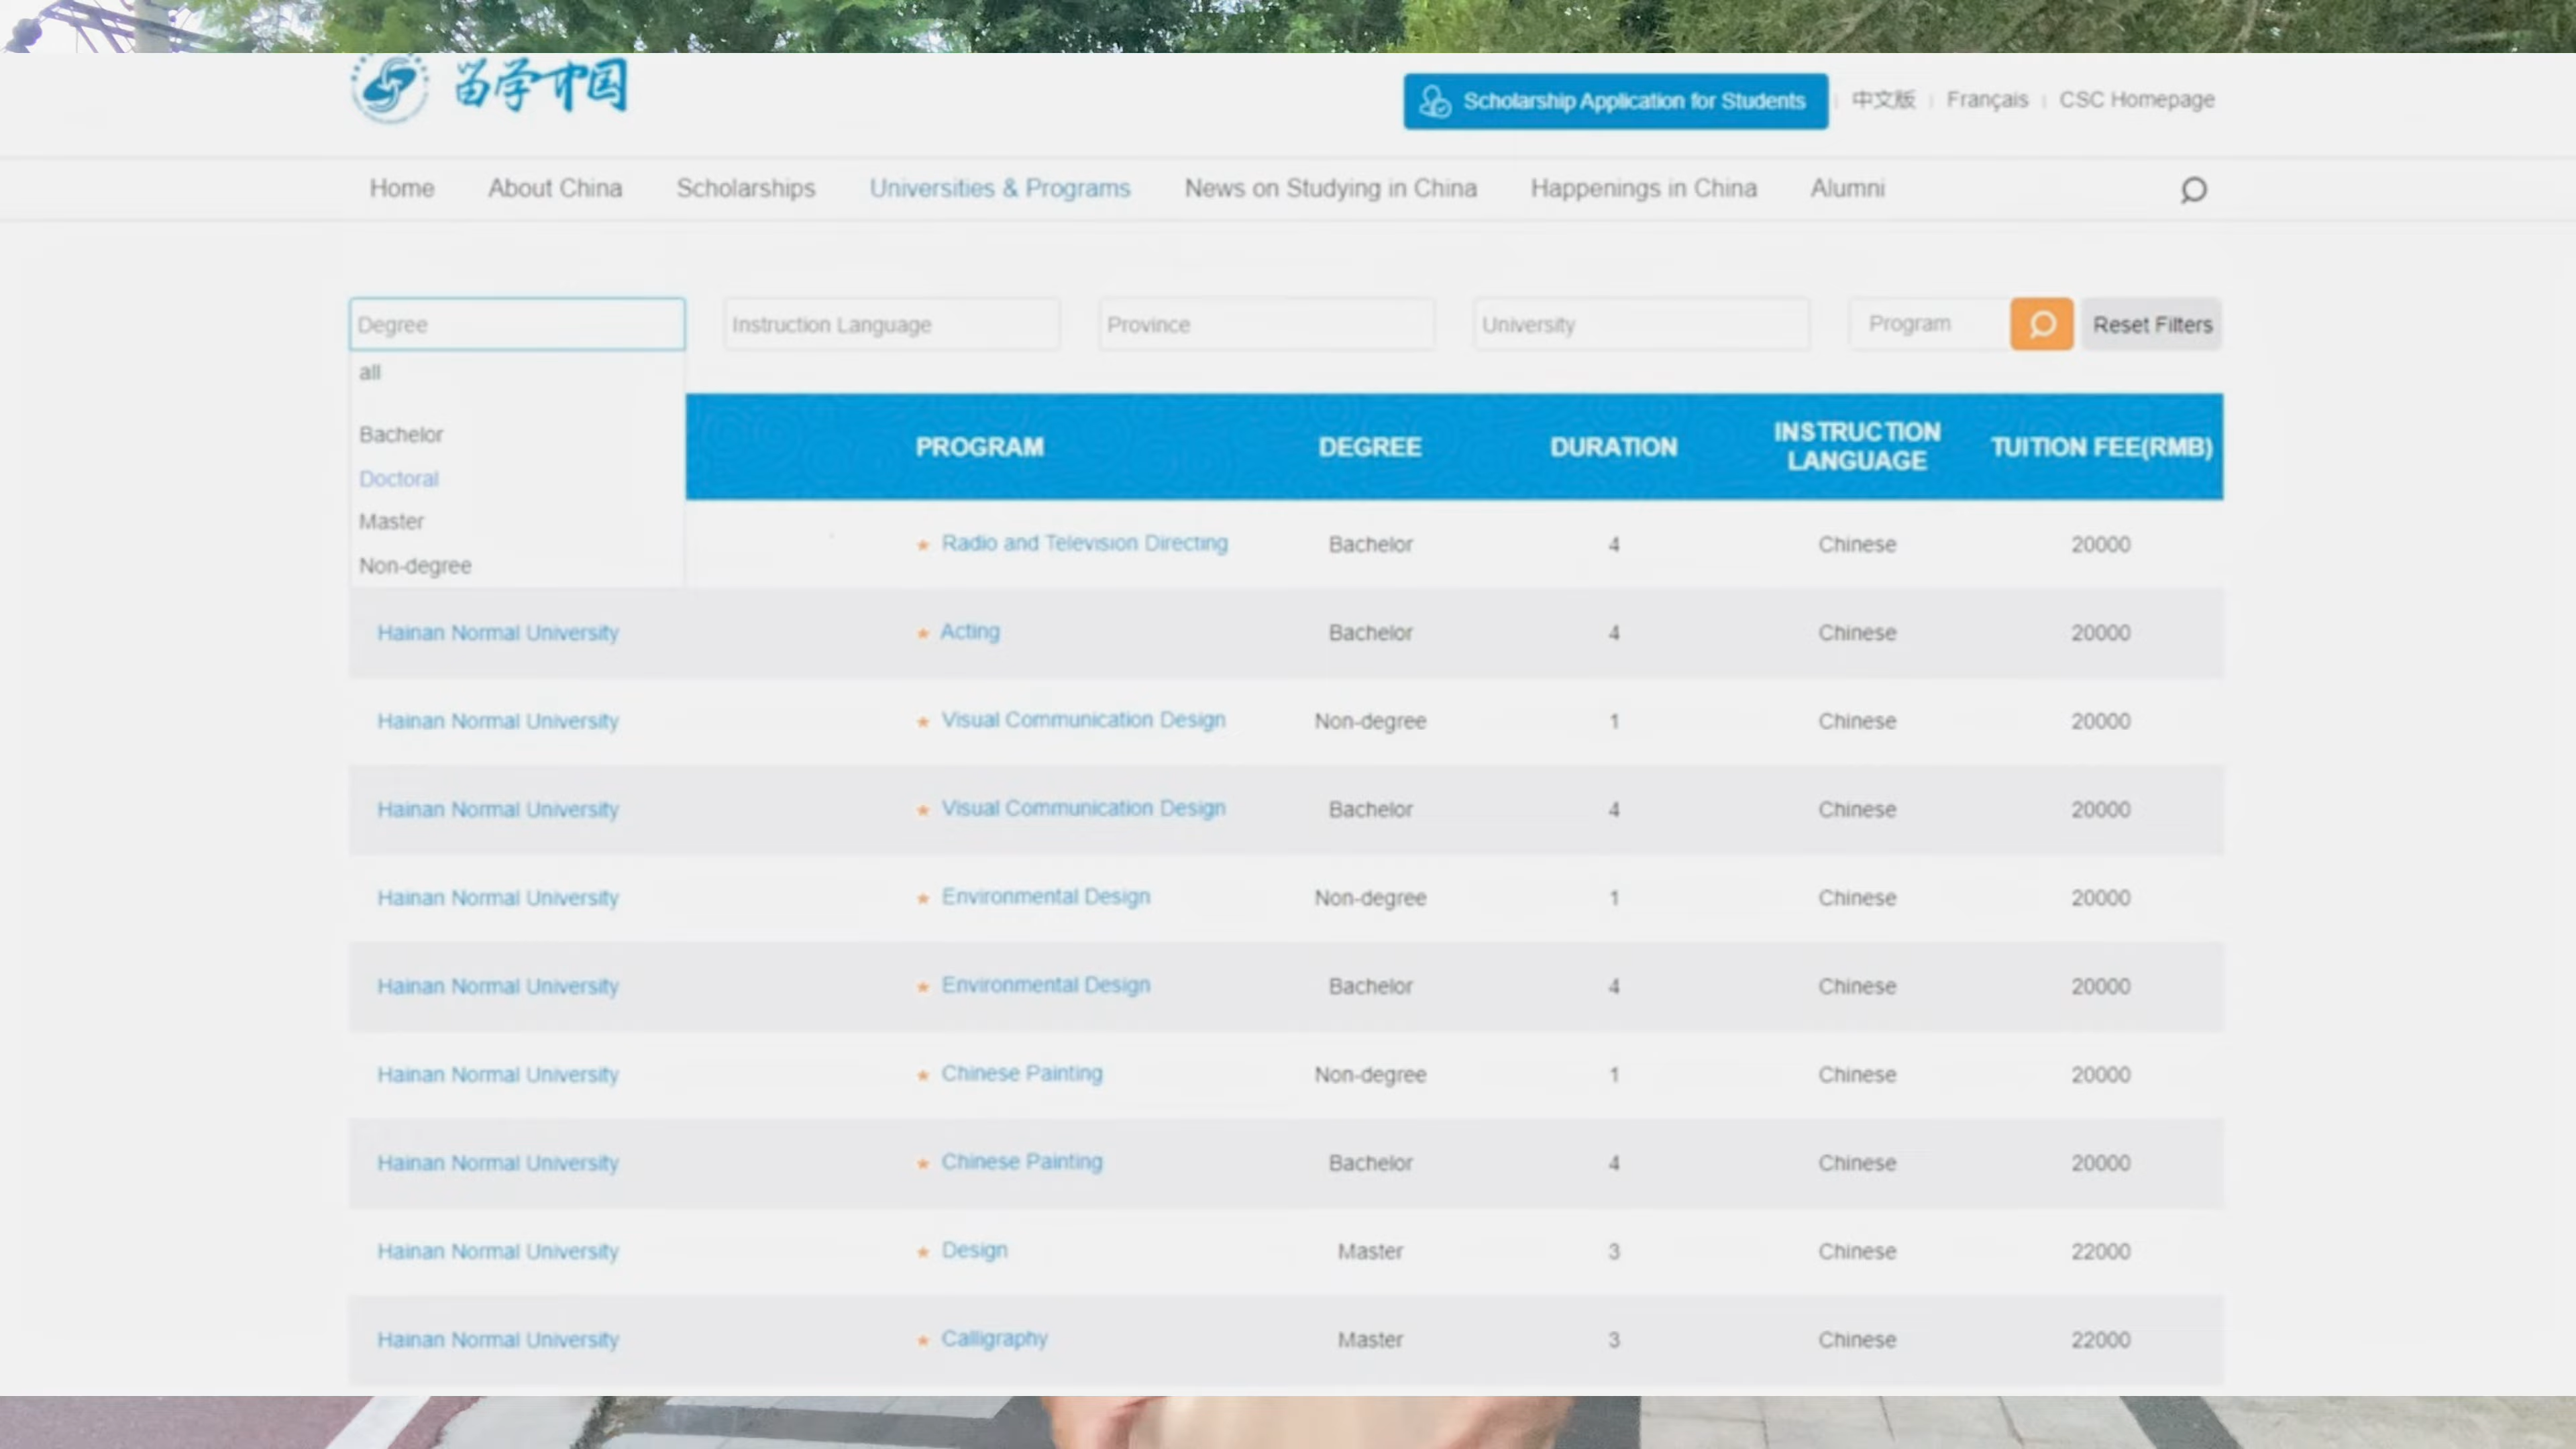 留学中国
Scholarship Application for Students | 中文版 | Français | CSC Homepage
Home About China Scholarships Universities & Programs News on Studying in China Happenings in China Alumni
Degree Instruction Language Province University Program Reset Filters
all
Bachelor
Doctoral
Master
Non-degree
PROGRAM DEGREE DURATION INSTRUCTION LANGUAGE TUITION FEE(RMB)
Radio and Television Directing Bachelor 4 Chinese 20000
Hainan Normal University Acting Bachelor 4 Chinese 20000
Hainan Normal University Visual Communication Design Non-degree 1 Chinese 20000
Hainan Normal University Visual Communication Design Bachelor 4 Chinese 20000
Hainan Normal University Environmental Design Non-degree 1 Chinese 20000
Hainan Normal University Environmental Design Bachelor 4 Chinese 20000
Hainan Normal University Chinese Painting Non-degree 1 Chinese 20000
Hainan Normal University Chinese Painting Bachelor 4 Chinese 20000
Hainan Normal University Design Master 3 Chinese 22000
Hainan Normal University Calligraphy Master 3 Chinese 22000